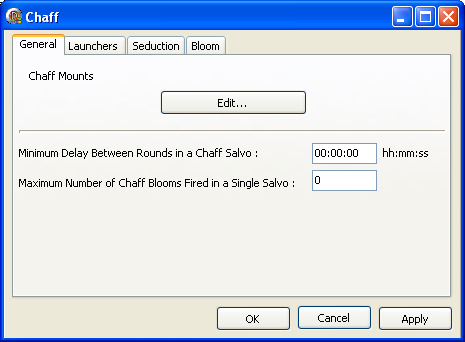 Chaff
General Launchers Seduction Bloom
Chaff Mounts
Edit...
Minimum Delay Between Rounds in a Chaff Salvo : 00:00:00 hh:mm:ss
Maximum Number of Chaff Blooms Fired in a Single Salvo : 0
OK Cancel Apply